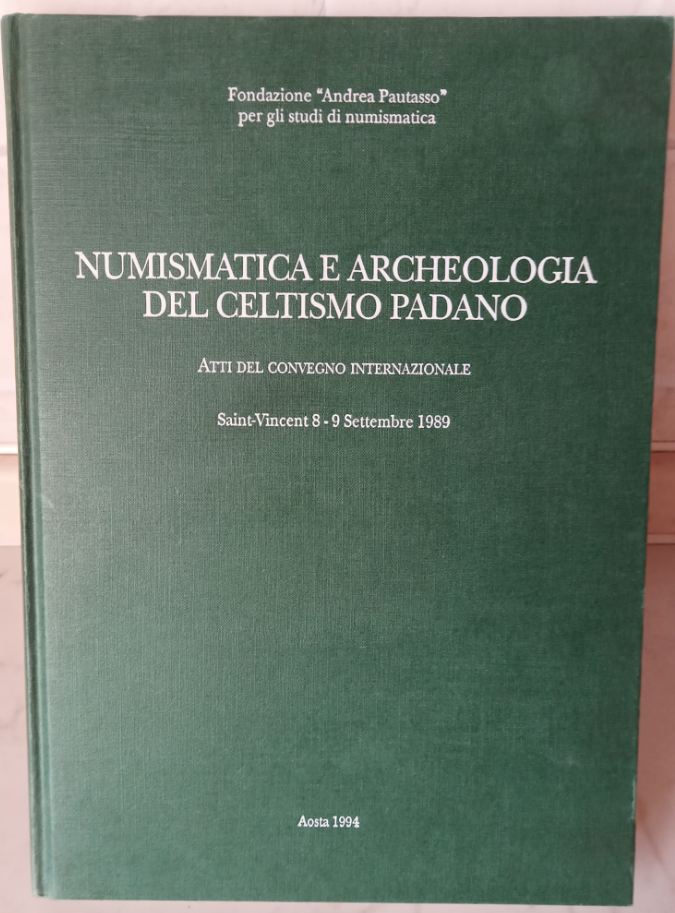 Fondazione “Andrea Pautasso”
per gli studi di numismatica
NUMISMATICA E ARCHEOLOGIA
DEL CELTISMO PADANO
ATTI DEL CONVEGNO INTERNAZIONALE
Saint-Vincent 8 - 9 Settembre 1989
Aosta 1994